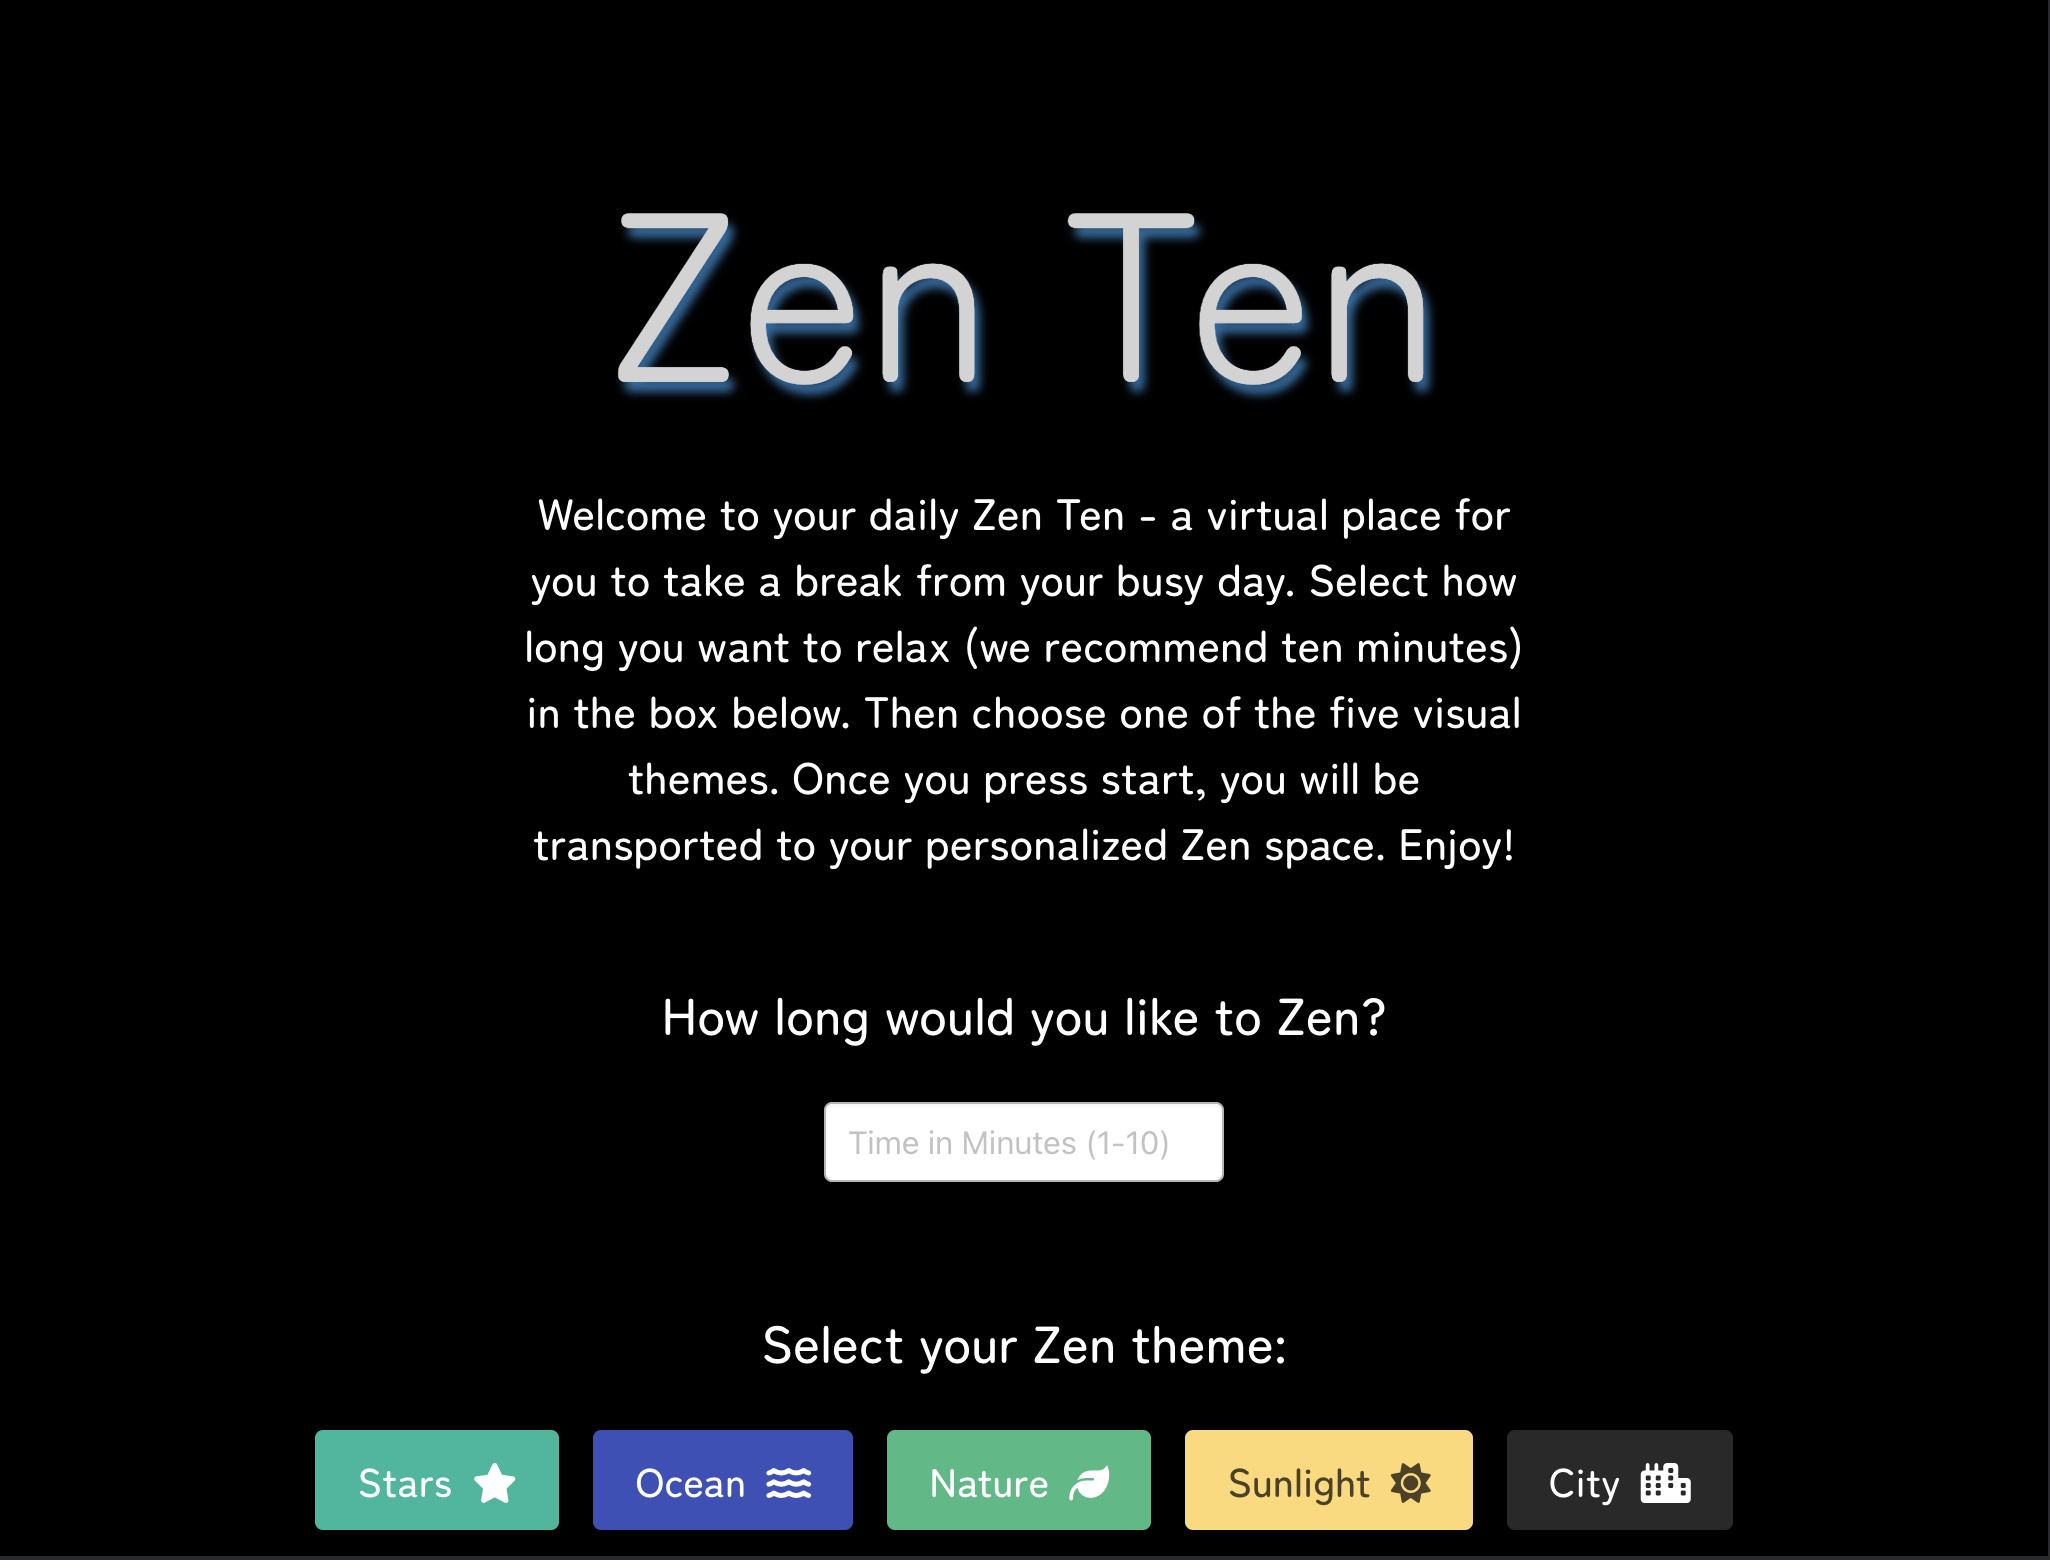 Zen Ten
Welcome to your daily Zen Ten - a virtual place for
you to take a break from your busy day. Select how
long you want to relax (we recommend ten minutes)
in the box below. Then choose one of the five visual
themes. Once you press start, you will be
transported to your personalized Zen space. Enjoy!
How long would you like to Zen?
Time in Minutes (1-10)
Select your Zen theme:
Stars Ocean Nature Sunlight City